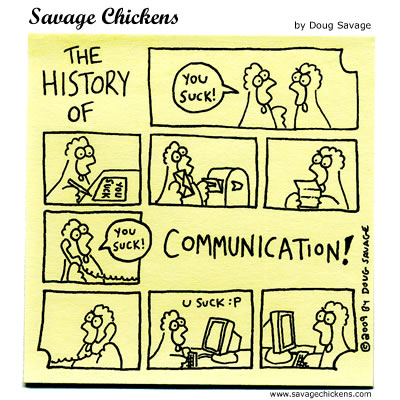 Savage Chickens
by Doug Savage
THE
HISTORY
OF
YOU
SUCK!
YOU
SUCK
YOU
SUCK!
COMMUNICATION!
U SUCK :P
©2009 BY DOUG SAVAGE
www.savagechickens.com